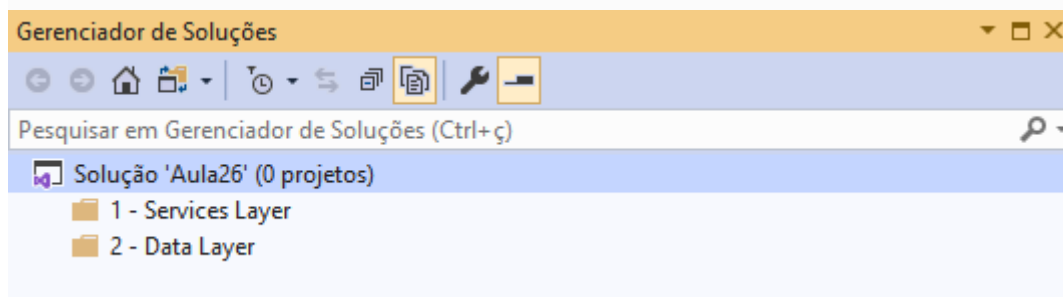 Gerenciador de Soluções
Pesquisar em Gerenciador de Soluções (Ctrl+ç)
Solução 'Aula26' (0 projetos)
1 - Services Layer
2 - Data Layer